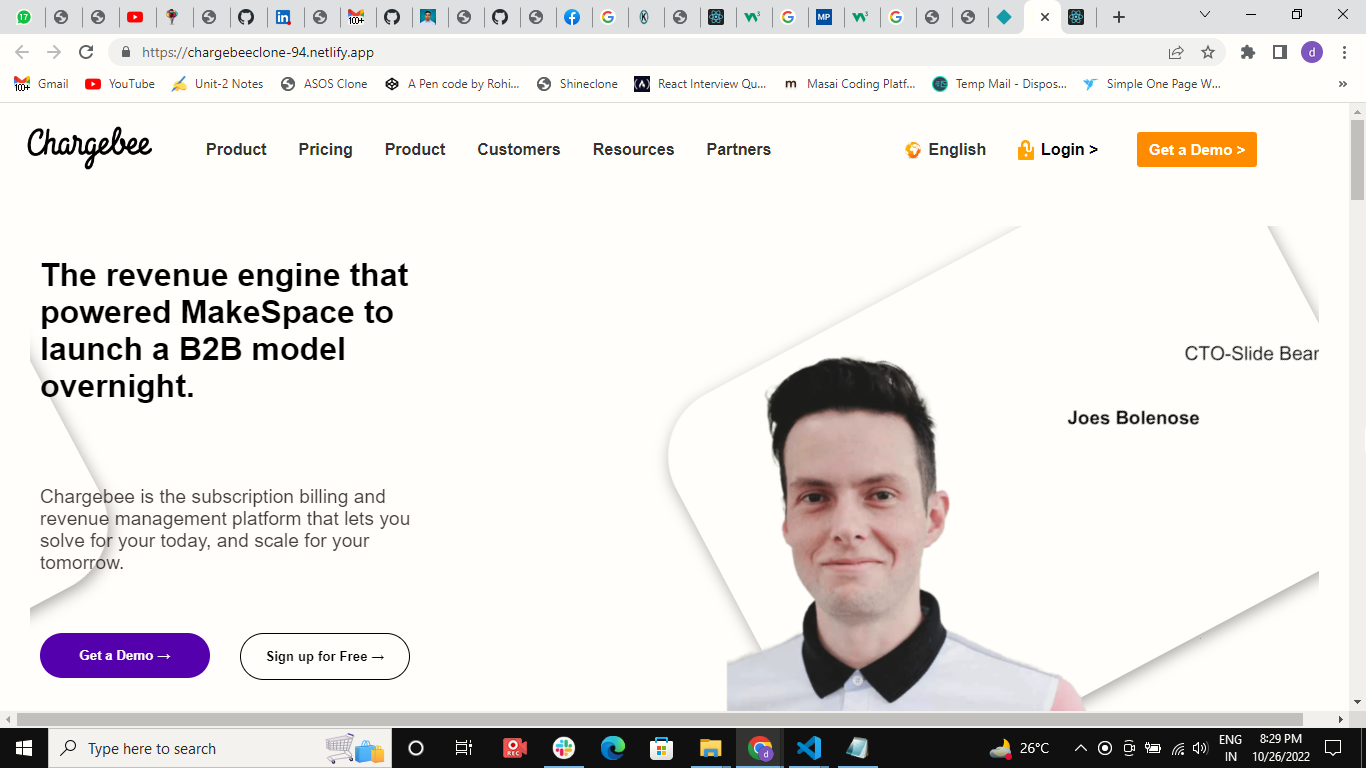 17
100+
MP
https://chargebeeclone-94.netlify.app
d
Gmail
YouTube
Unit-2 Notes
ASOS Clone
A Pen code by Rohi...
Shineclone
React Interview Qu...
Masai Coding Platf...
Temp Mail - Dispos...
Simple One Page W...
»
Chargebee
Product
Pricing
Product
Customers
Resources
Partners
English
Login >
Get a Demo >
The revenue engine that
powered MakeSpace to
launch a B2B model
overnight.
CTO-Slide Bear
Joes Bolenose
Chargebee is the subscription billing and
revenue management platform that lets you
solve for your today, and scale for your
tomorrow.
Get a Demo →
Sign up for Free →
Type here to search
REC
26°C
ENG
IN
8:29 PM
10/26/2022